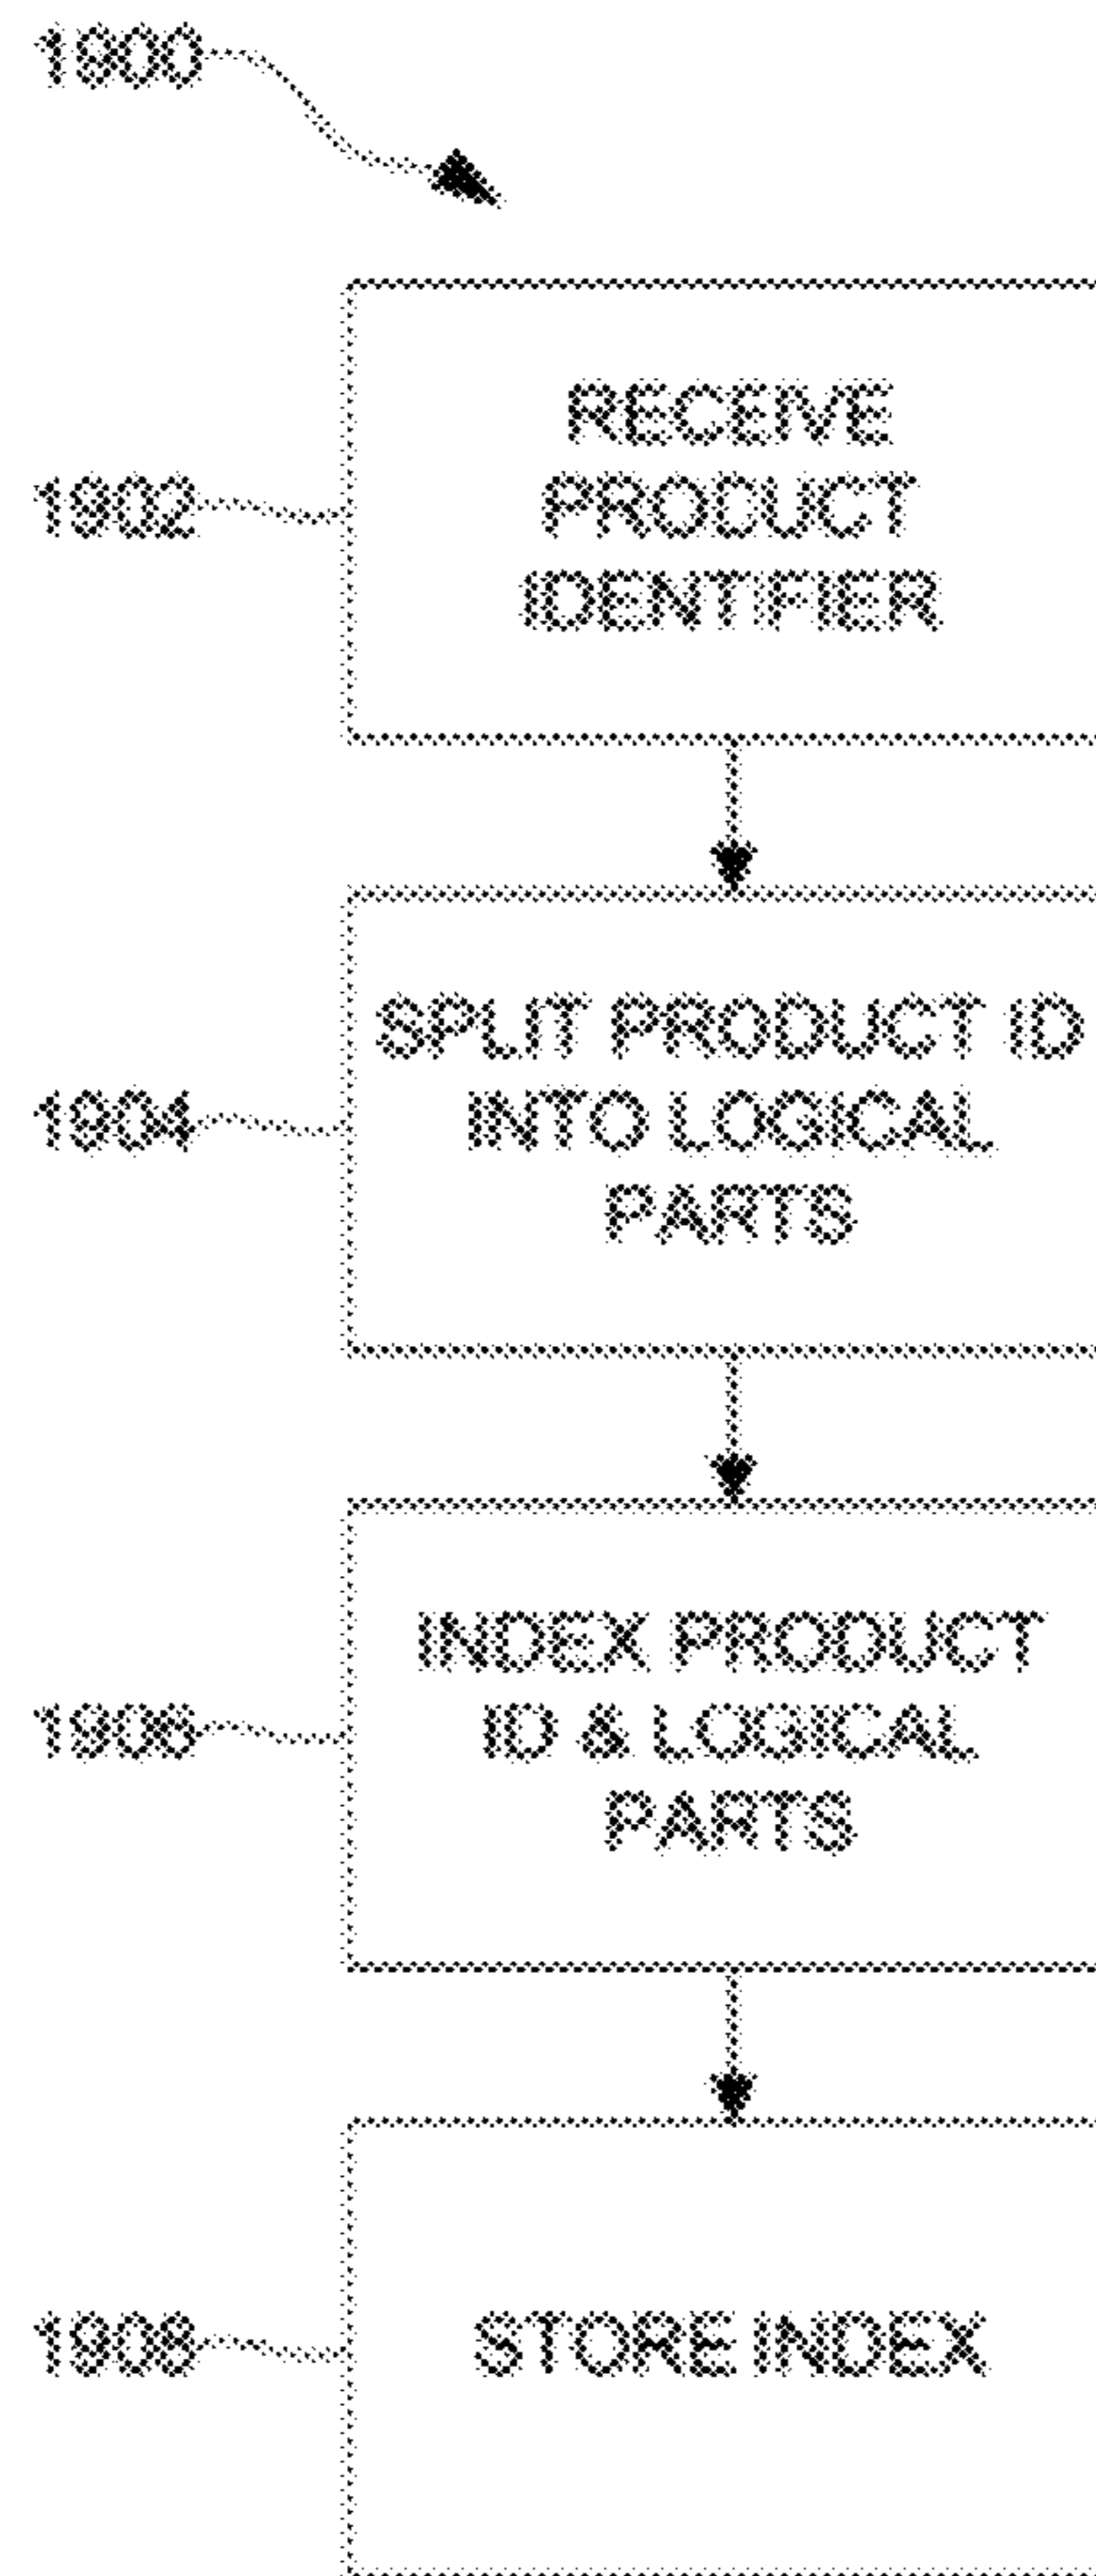 1900
RECEIVE
1902
PRODUCT
IDENTIFIER
SPLIT PRODUCT ID
1904
INTO LOGICAL
PARTS
INDEX PRODUCT
1906
ID & LOGICAL
PARTS
1908
STORE INDEX